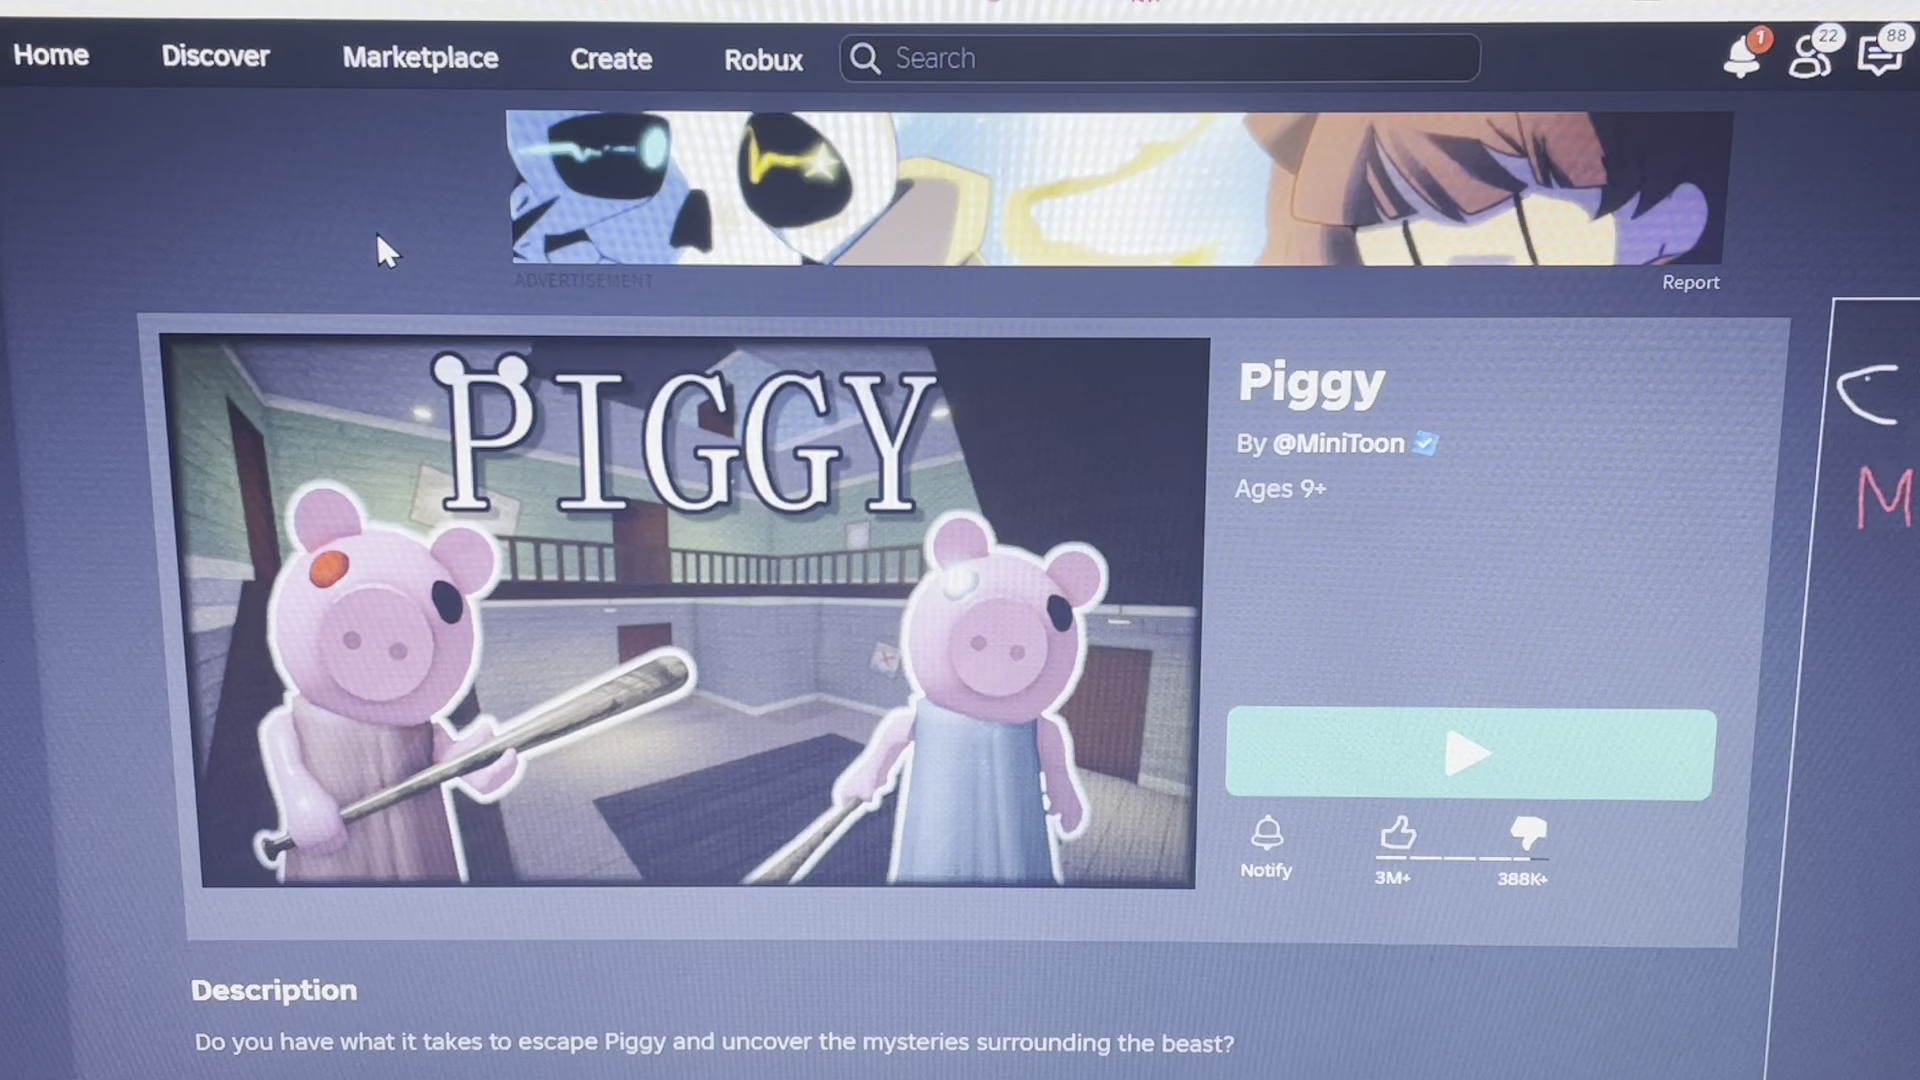 Home Discover Marketplace Create Robux Search 1 22 88
ADVERTISEMENT
Report
PIGGY
Piggy
By @MiniToon
Ages 9+
Notify 3M+ 388K+
Description
Do you have what it takes to escape Piggy and uncover the mysteries surrounding the beast?